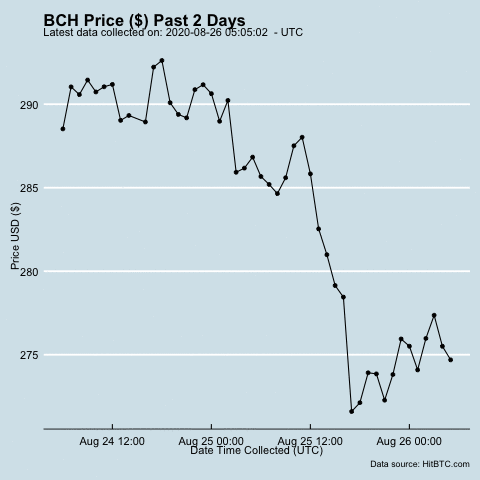 BCH Price ($) Past 2 Days
Latest data collected on: 2020-08-26 05:05:02  - UTC
Price USD ($)
290
285
280
275
Aug 24 12:00
Aug 25 00:00
Aug 25 12:00
Aug 26 00:00
Date Time Collected (UTC)
Data source: HitBTC.com